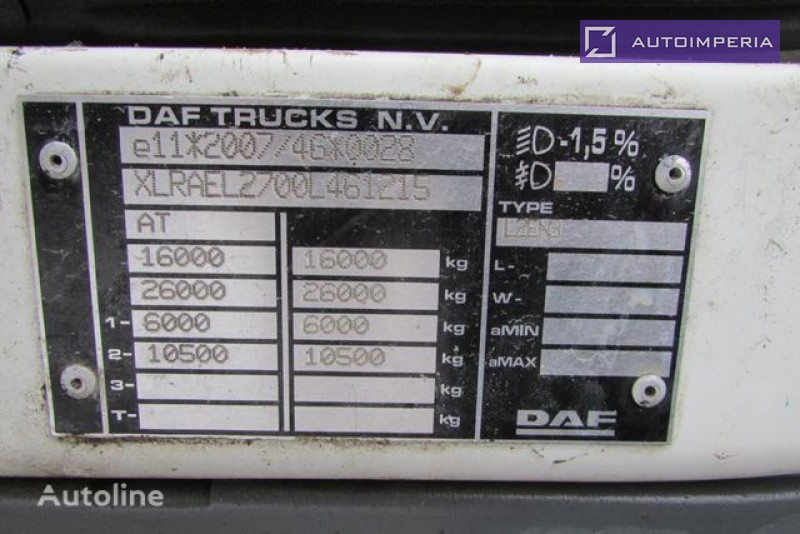 AUTOIMPERIA
DAF TRUCKS N.V.
e11*2007/46*0028
XLRAEL2700L461215
AT
16000 16000 kg
26000 26000 kg
1- 6000 6000 kg
2- 10500 10500 kg
3- kg
T- kg
-1,5%
%
TYPE
L-
W-
aMIN
aMAX
DAF
Autoline